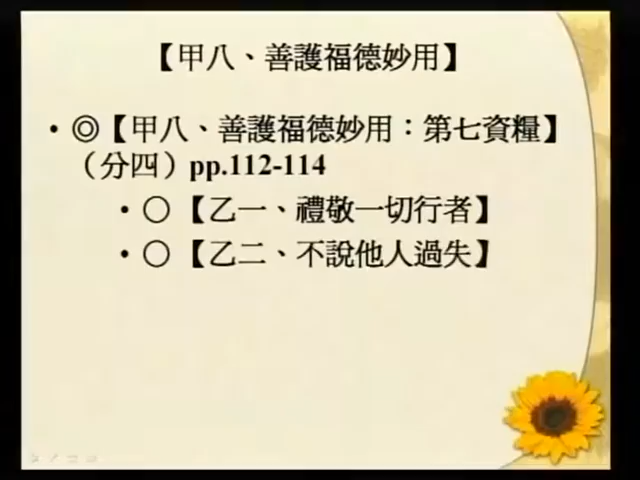 【甲八、善護福德妙用】
• ◎【甲八、善護福德妙用：第七資糧】
（分四）pp.112-114
• ○【乙一、禮敬一切行者】
• ○【乙二、不說他人過失】